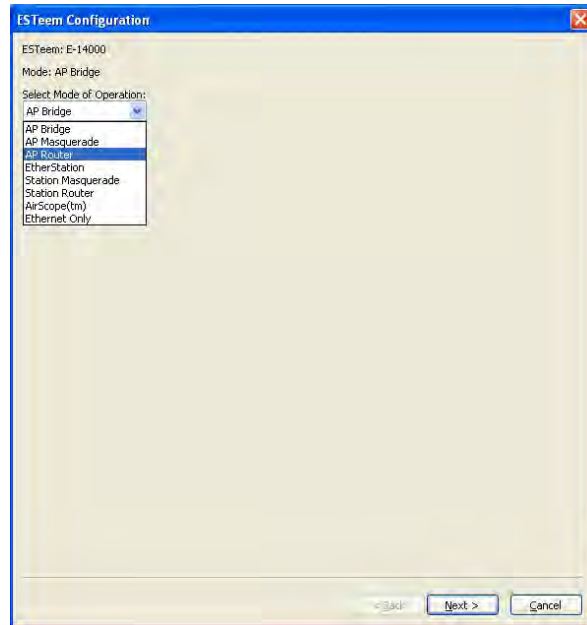 ESTeem Configuration
ESTeem: E-14000
Mode: AP Bridge
Select Mode of Operation:
AP Bridge
AP Bridge
AP Masquerade
AP Router
EtherStation
Station Masquerade
Station Router
AirScope(tm)
Ethernet Only
< Back Next > Cancel